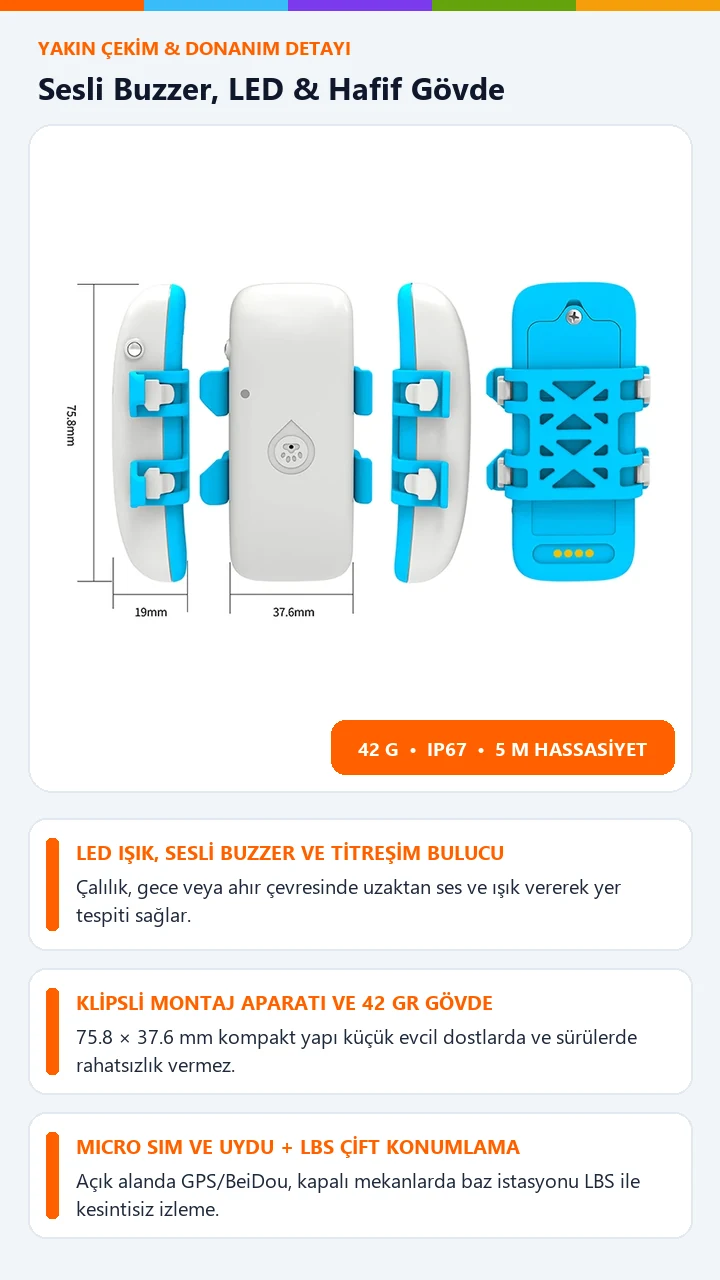 YAKIN ÇEKİM & DONANIM DETAYI
Sesli Buzzer, LED & Hafif Gövde
75.8mm
19mm
37.6mm
42 G • IP67 • 5 M HASSASİYET
LED IŞIK, SESLİ BUZZER VE TİTREŞİM BULUCU
Çalılık, gece veya ahır çevresinde uzaktan ses ve ışık vererek yer
tespiti sağlar.
KLİPSLİ MONTAJ APARATI VE 42 GR GÖVDE
75.8 × 37.6 mm kompakt yapı küçük evcil dostlarda ve sürülerde
rahatsızlık vermez.
MICRO SIM VE UYDU + LBS ÇİFT KONUMLAMA
Açık alanda GPS/BeiDou, kapalı mekanlarda baz istasyonu LBS ile
kesintisiz izleme.